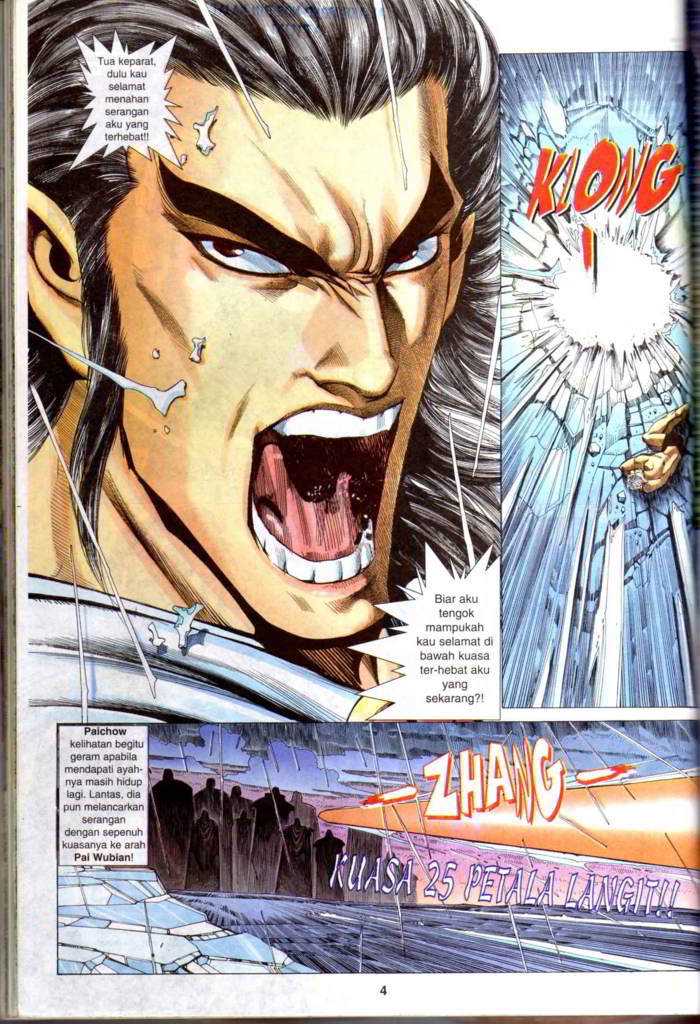 Tua keparat,
dulu kau
selamat
menahan
serangan
aku yang
terhebat!!
KLONG
Biar aku
tengok
mampukah
kau selamat di
bawah kuasa
ter-hebat aku
yang
sekarang?!
Paichow
kelihatan begitu
geram apabila
mendapati ayah-
nya masih hidup
lagi. Lantas, dia
pun melancarkan
serangan
dengan sepenuh
kuasanya ke arah
Pai Wubian!
ZHANG
KUASA 25 PETALA LANGIT!!
4